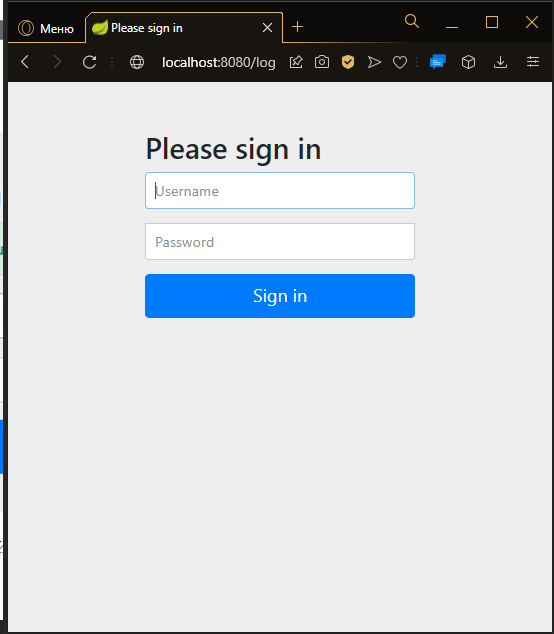 Меню
Please sign in
localhost:8080/log
Please sign in
Username
Password
Sign in